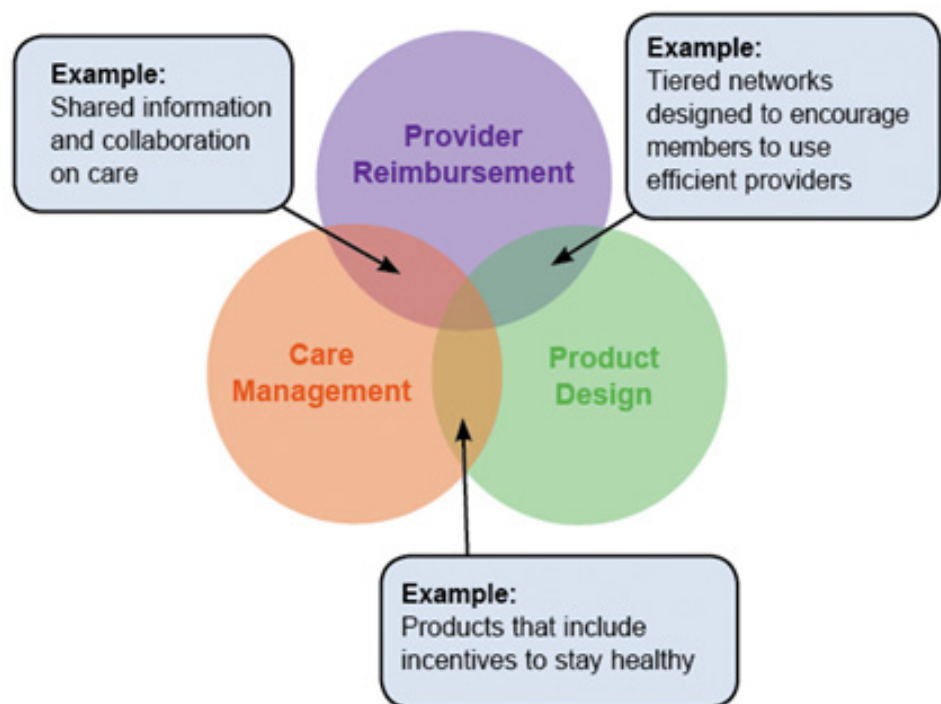 Example:
Shared information
and collaboration
on care
Provider
Reimbursement
Example:
Tiered networks
designed to encourage
members to use
efficient providers
Care
Management
Product
Design
Example:
Products that include
incentives to stay healthy